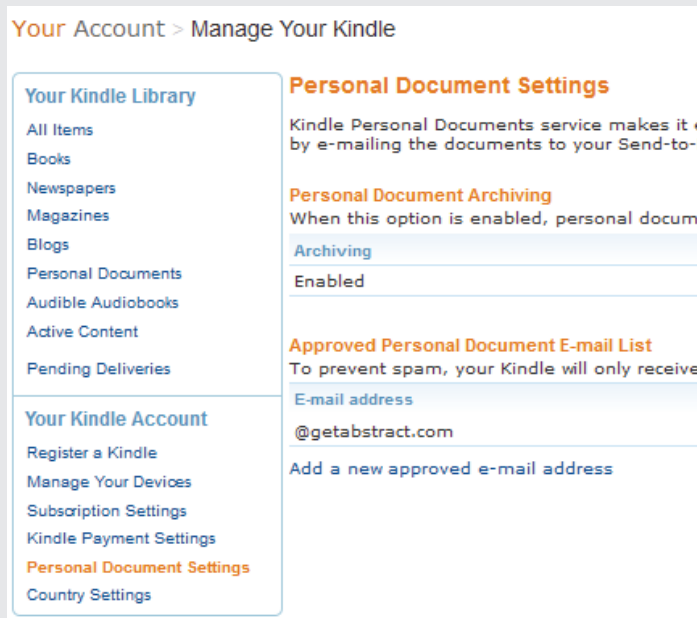 Your Account > Manage Your Kindle
Your Kindle Library
All Items
Books
Newspapers
Magazines
Blogs
Personal Documents
Audible Audiobooks
Active Content
Pending Deliveries
Your Kindle Account
Register a Kindle
Manage Your Devices
Subscription Settings
Kindle Payment Settings
Personal Document Settings
Country Settings
Personal Document Settings
Kindle Personal Documents service makes it
by e-mailing the documents to your Send-to-
Personal Document Archiving
When this option is enabled, personal docum
Archiving
Enabled
Approved Personal Document E-mail List
To prevent spam, your Kindle will only receive
E-mail address
@getabstract.com
Add a new approved e-mail address